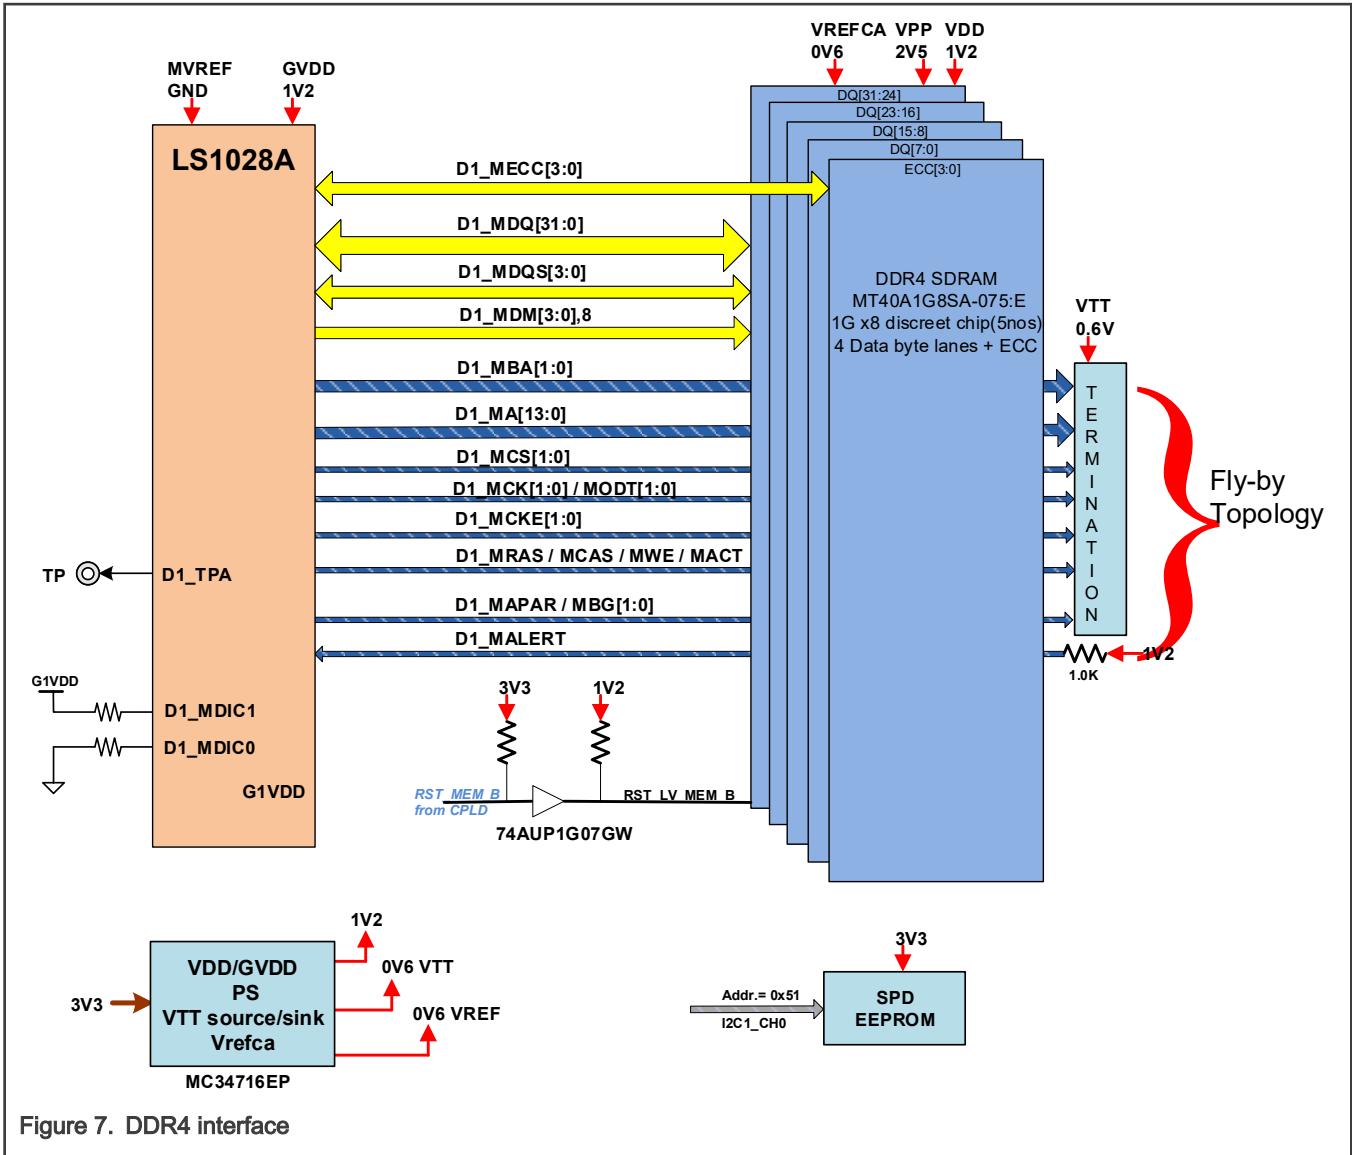 VREFCA VPP VDD
0V6 2V5 1V2
MVREF GVDD
GND 1V2
DQ[31:24]
DQ[23:16]
DQ[15:8]
DQ[7:0]
ECC[3:0]
LS1028A
D1_MECC[3:0]
D1_MDQ[31:0]
D1_MDQS[3:0]
D1_MDM[3:0],8
DDR4 SDRAM
MT40A1G8SA-075:E
1G x8 discreet chip(5nos)
4 Data byte lanes + ECC
VTT
0.6V
D1_MBA[1:0]
D1_MA[13:0]
D1_MCS[1:0]
D1_MCK[1:0] / MODT[1:0]
D1_MCKE[1:0]
D1_MRAS / MCAS / MWE / MACT
D1_MAPAR / MBG[1:0]
D1_MALERT
TERMINATION
Fly-by
Topology
1V2
1.0K
TP
D1_TPA
G1VDD
D1_MDIC1
D1_MDIC0
G1VDD
3V3 1V2
RST_MEM_B
from CPLD
RST_LV_MEM_B
74AUP1G07GW
1V2
0V6 VTT
0V6 VREF
3V3
VDD/GVDD
PS
VTT source/sink
Vrefca
MC34716EP
3V3
Addr.= 0x51
I2C1_CH0
SPD
EEPROM
Figure 7. DDR4 interface